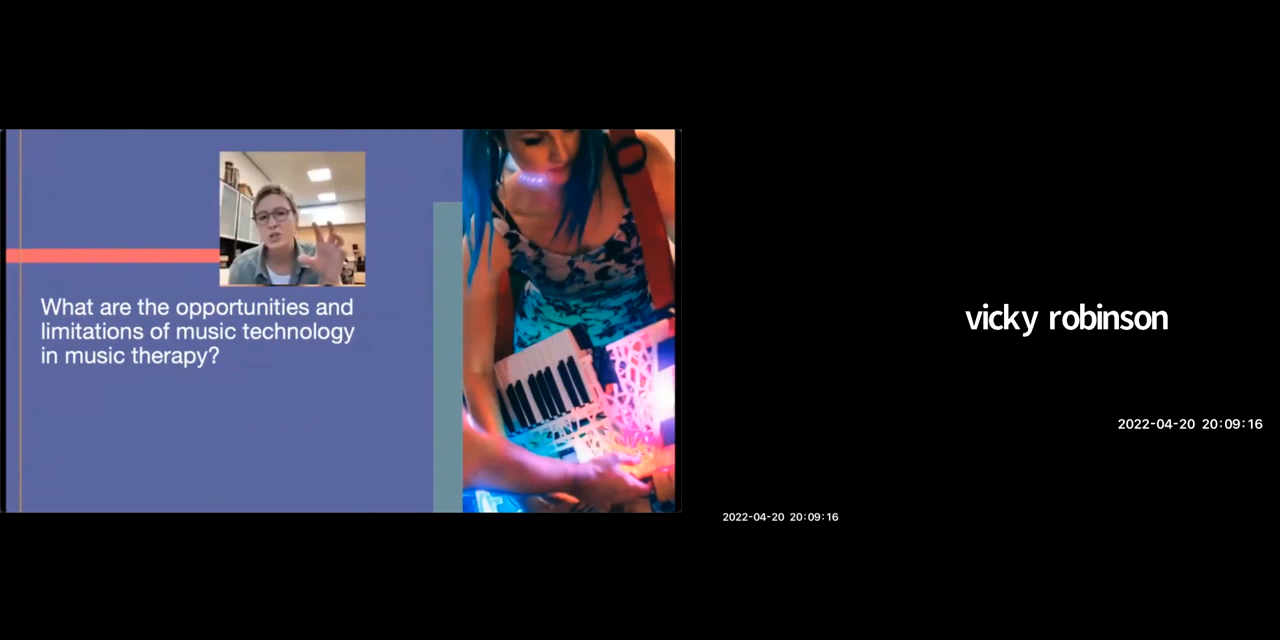 What are the opportunities and
limitations of music technology
in music therapy?
vicky robinson
2022-04-20 20:09:16
2022-04-20 20:09:16